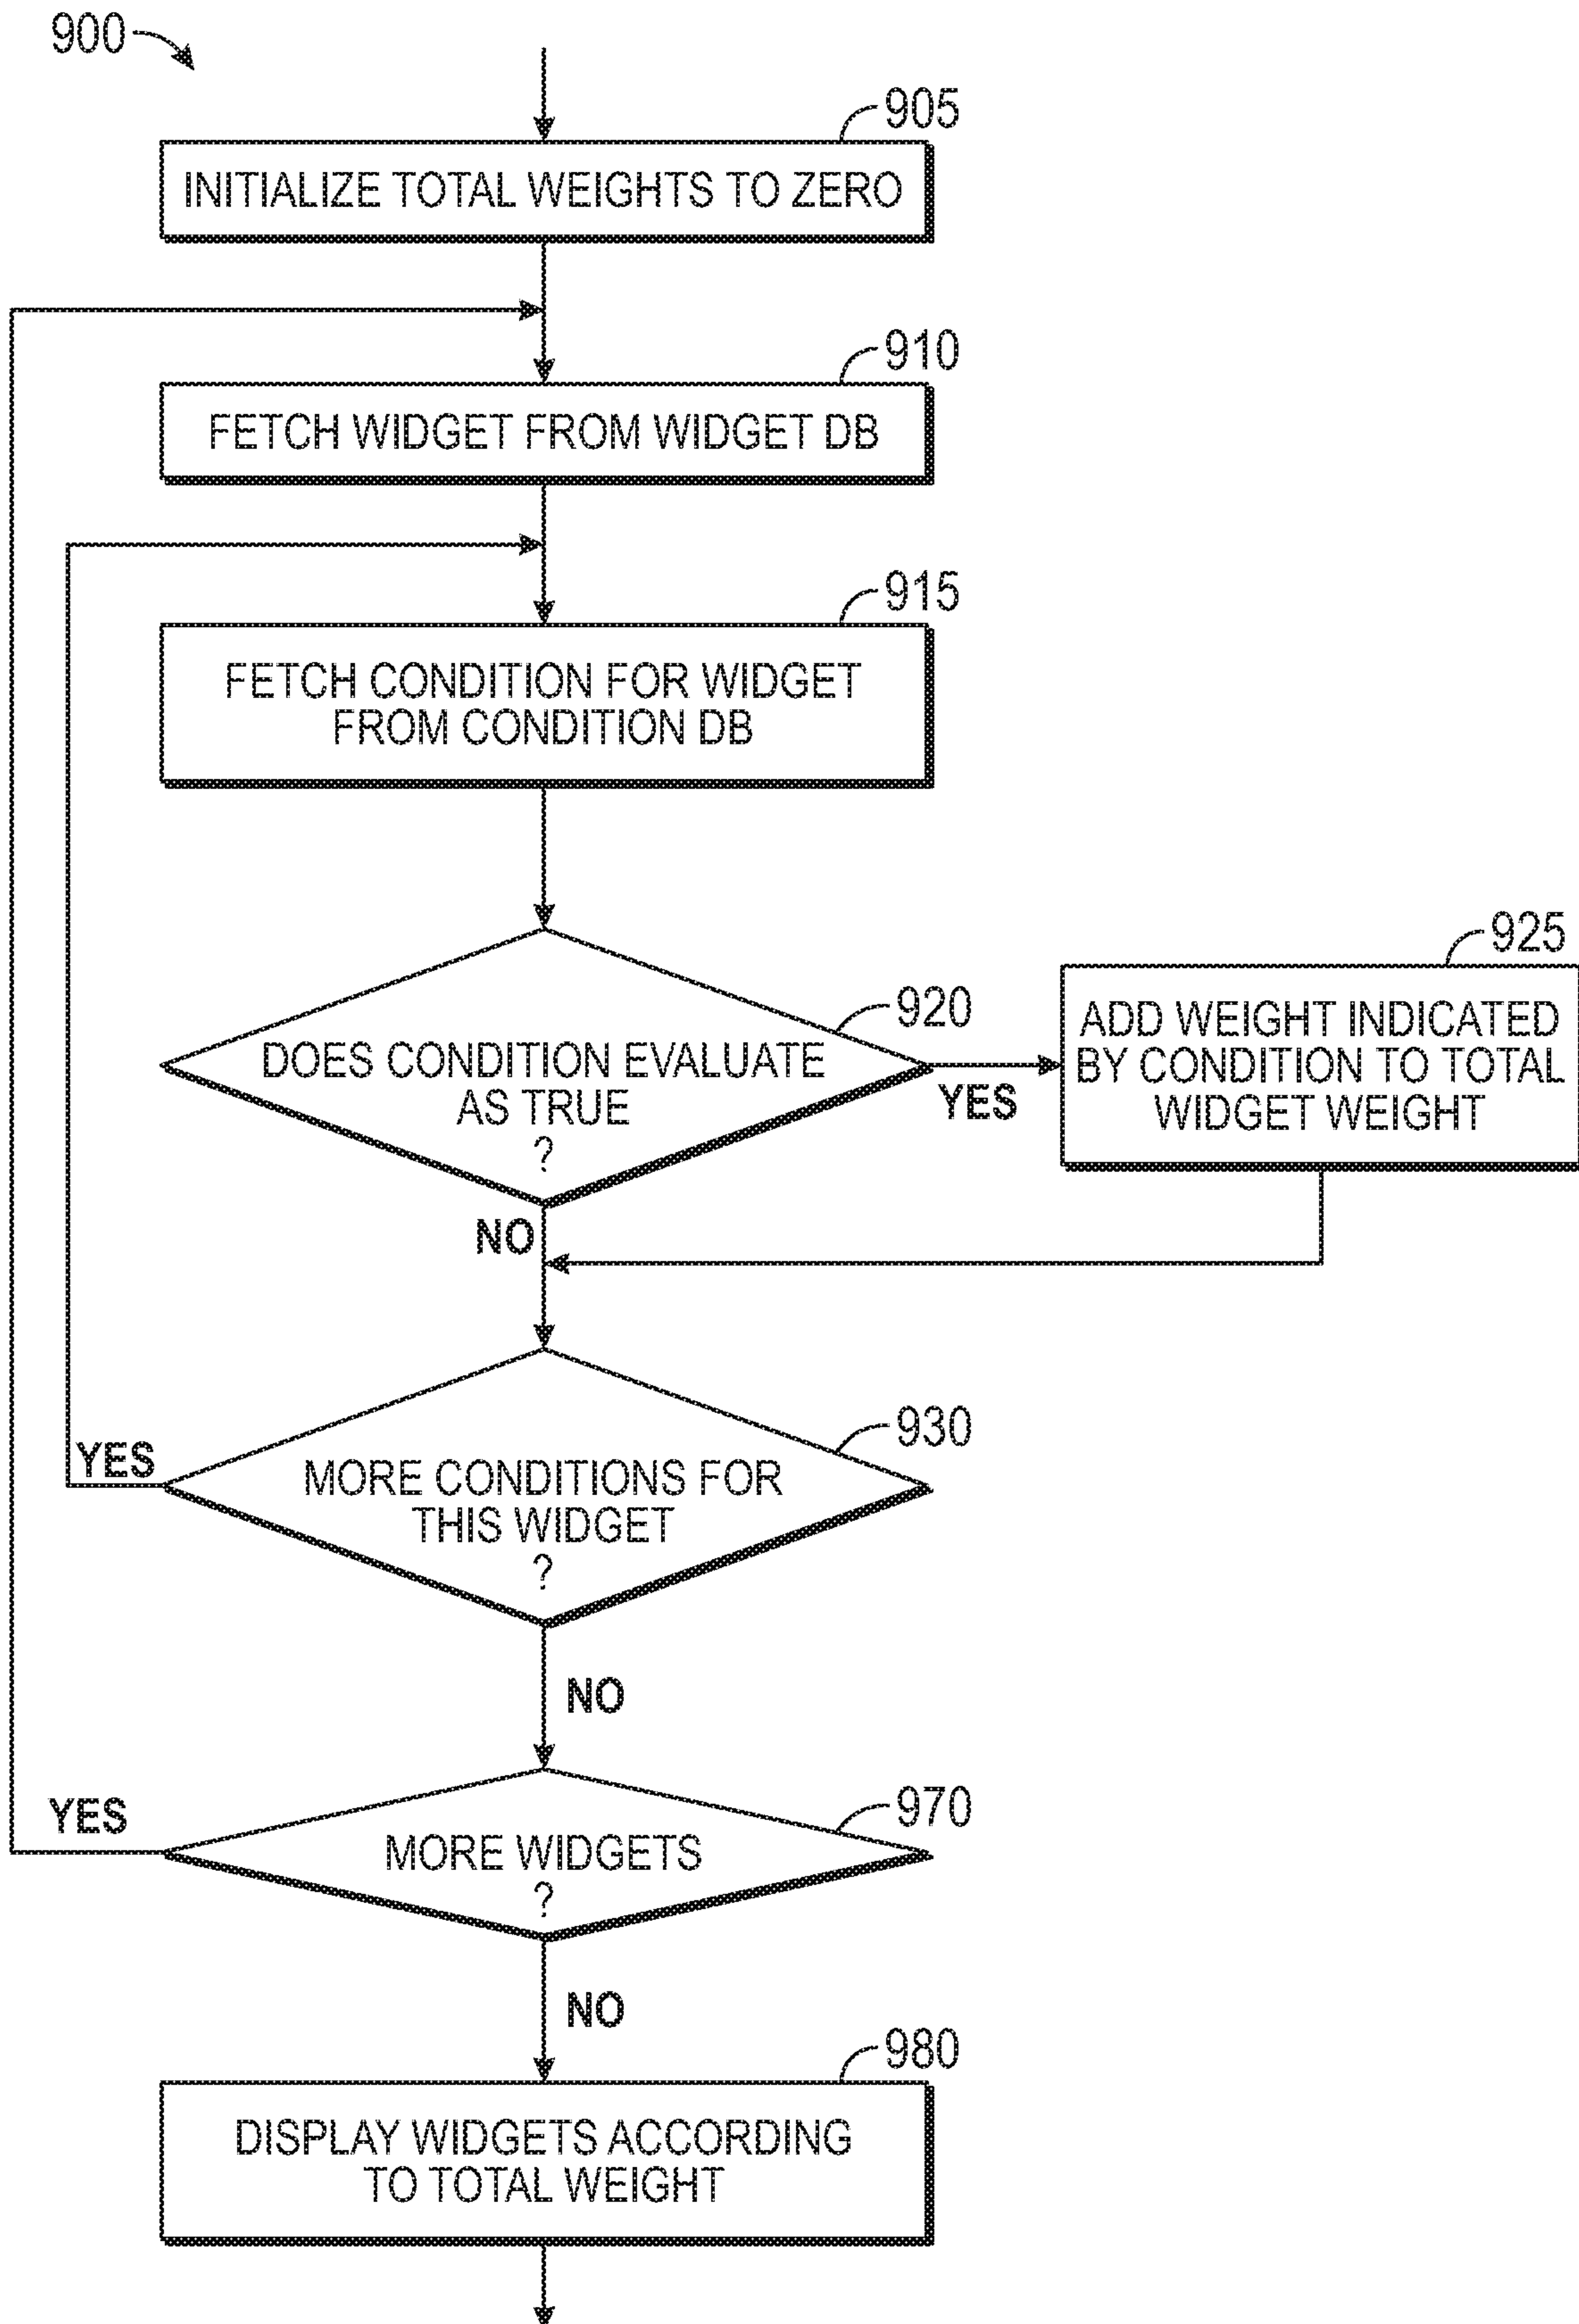 900
905
INITIALIZE TOTAL WEIGHTS TO ZERO
910
FETCH WIDGET FROM WIDGET DB
915
FETCH CONDITION FOR WIDGET
FROM CONDITION DB
920
DOES CONDITION EVALUATE
AS TRUE
?
YES
925
ADD WEIGHT INDICATED
BY CONDITION TO TOTAL
WIDGET WEIGHT
NO
930
YES
MORE CONDITIONS FOR
THIS WIDGET
?
NO
970
YES
MORE WIDGETS
?
NO
980
DISPLAY WIDGETS ACCORDING
TO TOTAL WEIGHT